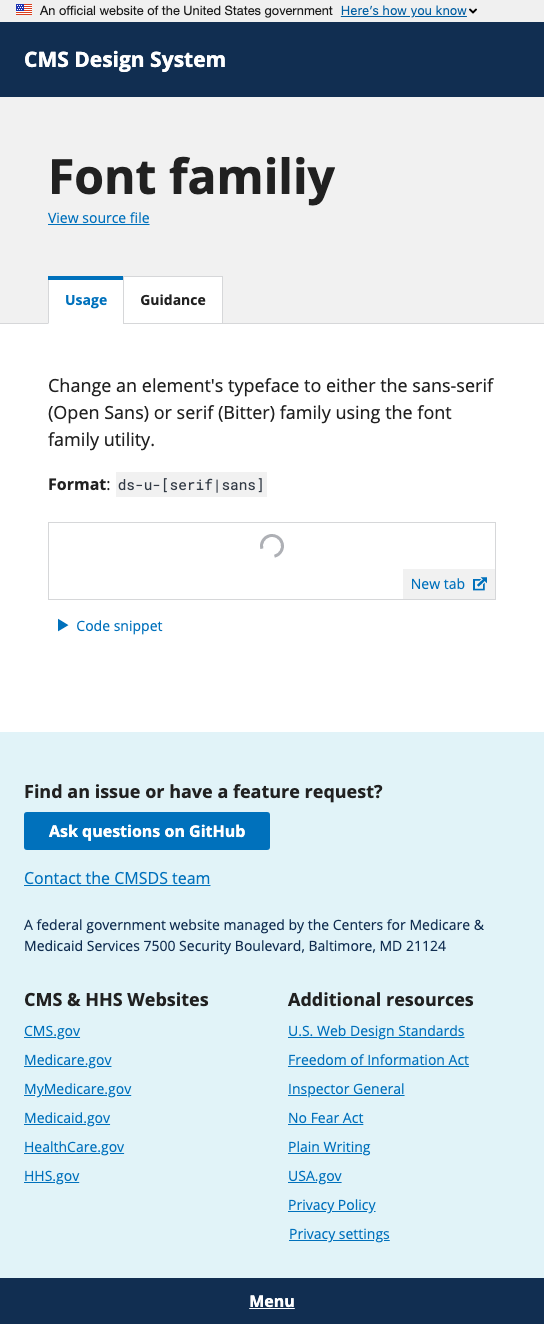 An official website of the United States government Here's how you know
CMS Design System
Font familiy
View source file
Usage Guidance
Change an element's typeface to either the sans-serif
(Open Sans) or serif (Bitter) family using the font
family utility.
Format: ds-u-[serif|sans]
New tab
Code snippet
Find an issue or have a feature request?
Ask questions on GitHub
Contact the CMSDS team
A federal government website managed by the Centers for Medicare &
Medicaid Services 7500 Security Boulevard, Baltimore, MD 21124
CMS & HHS Websites
CMS.gov
Medicare.gov
MyMedicare.gov
Medicaid.gov
HealthCare.gov
HHS.gov
Additional resources
U.S. Web Design Standards
Freedom of Information Act
Inspector General
No Fear Act
Plain Writing
USA.gov
Privacy Policy
Privacy settings
Menu